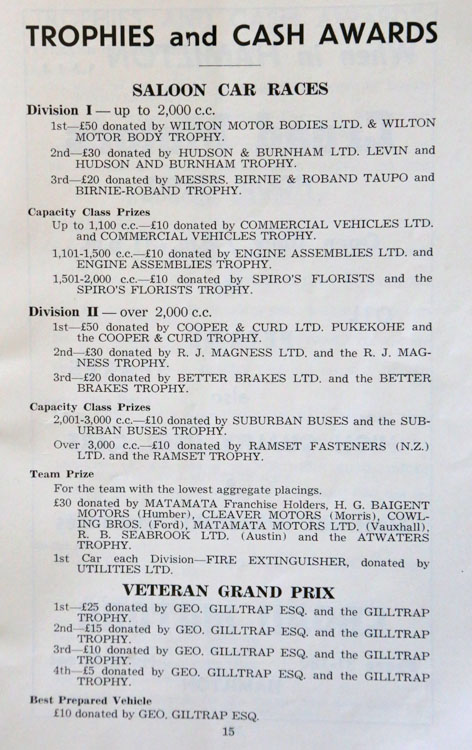 TROPHIES and CASH AWARDS
SALOON CAR RACES
Division I — up to 2,000 c.c.
1st—£50 donated by WILTON MOTOR BODIES LTD. & WILTON
MOTOR BODY TROPHY.
2nd—£30 donated by HUDSON & BURNHAM LTD. LEVIN and
HUDSON AND BURNHAM TROPHY.
3rd—£20 donated by MESSRS. BIRNIE & ROBAND TAUPO and
BIRNIE-ROBAND TROPHY.
Capacity Class Prizes
Up to 1,100 c.c.—£10 donated by COMMERCIAL VEHICLES LTD.
and COMMERCIAL VEHICLES TROPHY.
1,101-1,500 c.c.—£10 donated by ENGINE ASSEMBLIES LTD. and
ENGINE ASSEMBLIES TROPHY.
1,501-2,000 c.c.—£10 donated by SPIRO'S FLORISTS and the
SPIRO'S FLORISTS TROPHY.
Division II — over 2,000 c.c.
1st—£50 donated by COOPER & CURD LTD. PUKEKOHE and
the COOPER & CURD TROPHY.
2nd—£30 donated by R. J. MAGNESS LTD. and the R. J. MAG-
NESS TROPHY.
3rd—£20 donated by BETTER BRAKES LTD. and the BETTER
BRAKES TROPHY.
Capacity Class Prizes
2,001-3,000 c.c.—£10 donated by SUBURBAN BUSES and the SUB-
URBAN BUSES TROPHY.
Over 3,000 c.c.—£10 donated by RAMSET FASTENERS (N.Z.)
LTD. and the RAMSET TROPHY.
Team Prize
For the team with the lowest aggregate placings.
£30 donated by MATAMATA Franchise Holders, H. G. BAIGENT
MOTORS (Humber), CLEAVER MOTORS (Morris), COWL-
ING BROS. (Ford), MATAMATA MOTORS LTD. (Vauxhall),
R. B. SEABROOK LTD. (Austin) and the ATWATERS
TROPHY.
1st Car each Division—FIRE EXTINGUISHER, donated by
UTILITIES LTD.
VETERAN GRAND PRIX
1st—£25 donated by GEO. GILLTRAP ESQ. and the GILLTRAP
TROPHY.
2nd—£15 donated by GEO. GILLTRAP ESQ. and the GILLTRAP
TROPHY.
3rd—£10 donated by GEO. GILLTRAP ESQ. and the GILLTRAP
TROPHY.
4th—£5 donated by GEO. GILLTRAP ESQ. and the GILLTRAP
TROPHY.
Best Prepared Vehicle
£10 donated by GEO. GILTRAP ESQ.
15